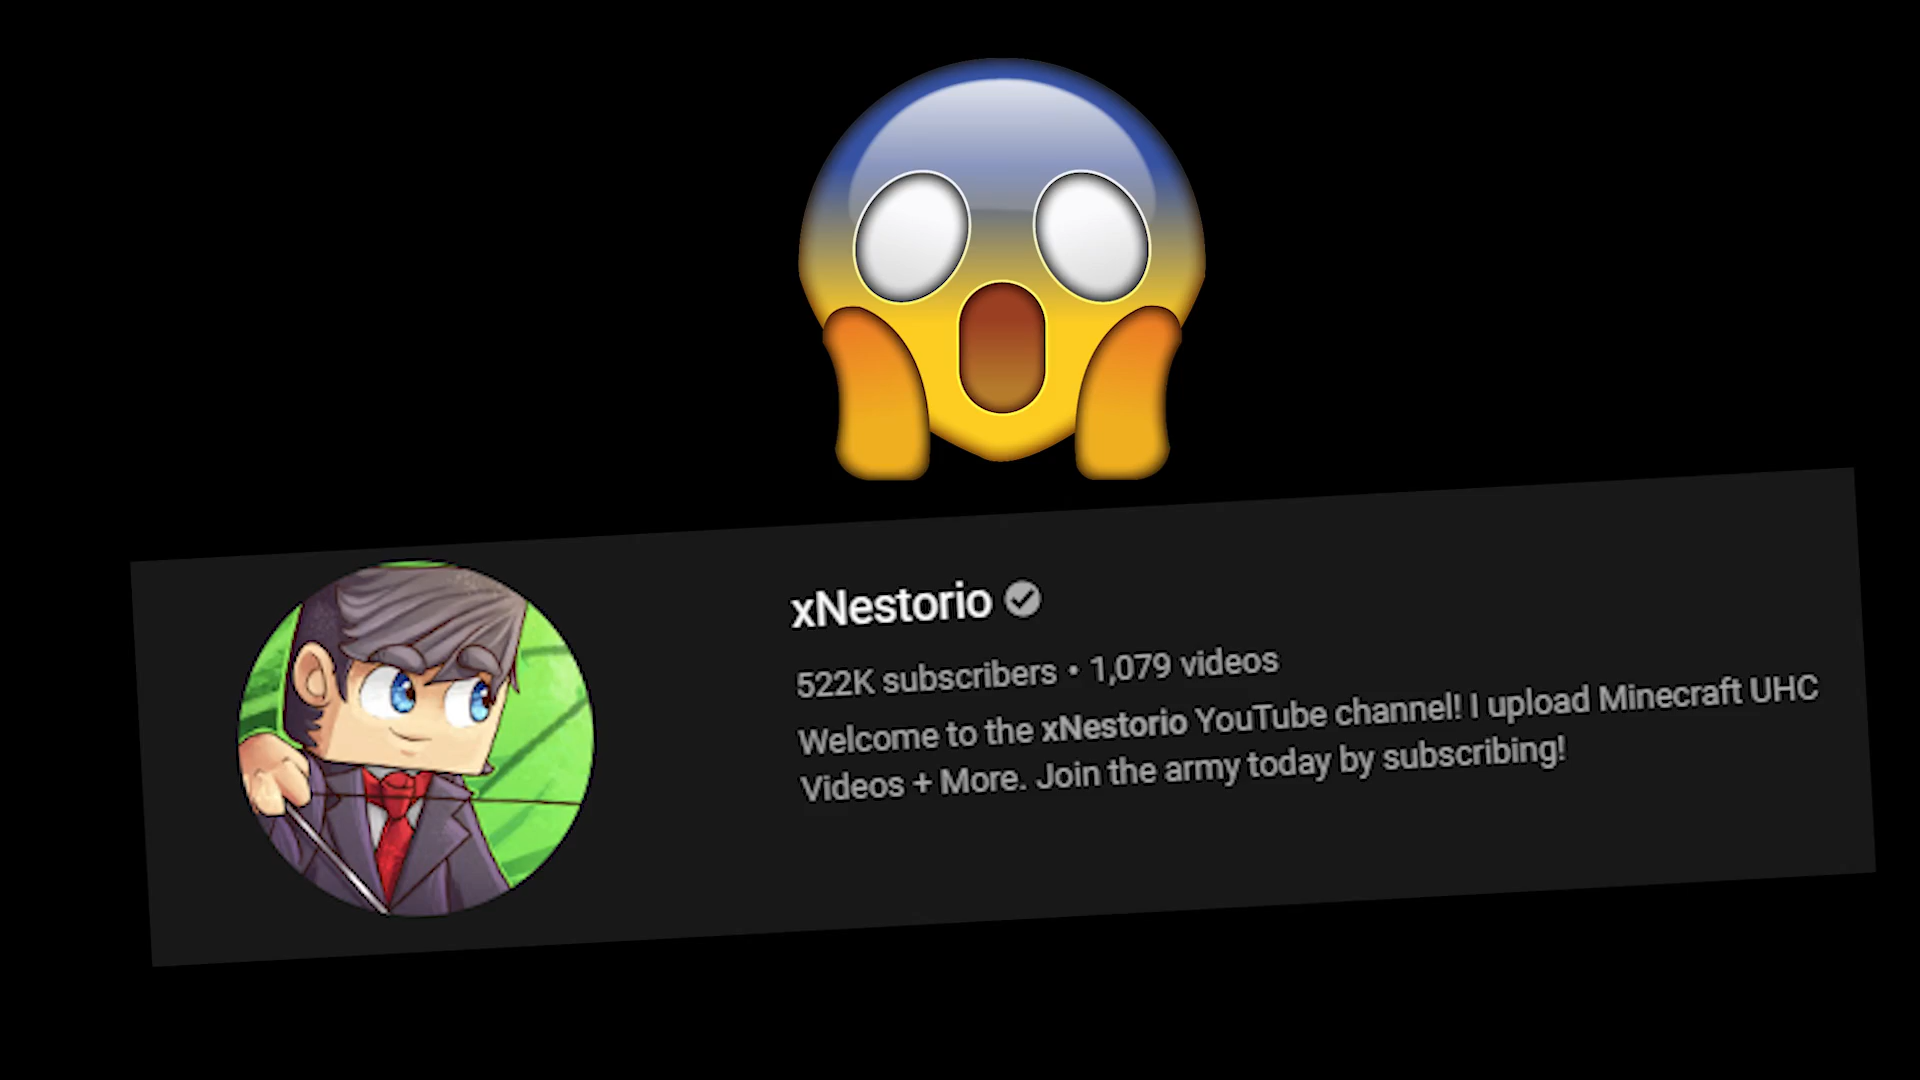 xNestorio
522K subscribers • 1,079 videos
Welcome to the xNestorio YouTube channel! I upload Minecraft UHC
Videos + More. Join the army today by subscribing!